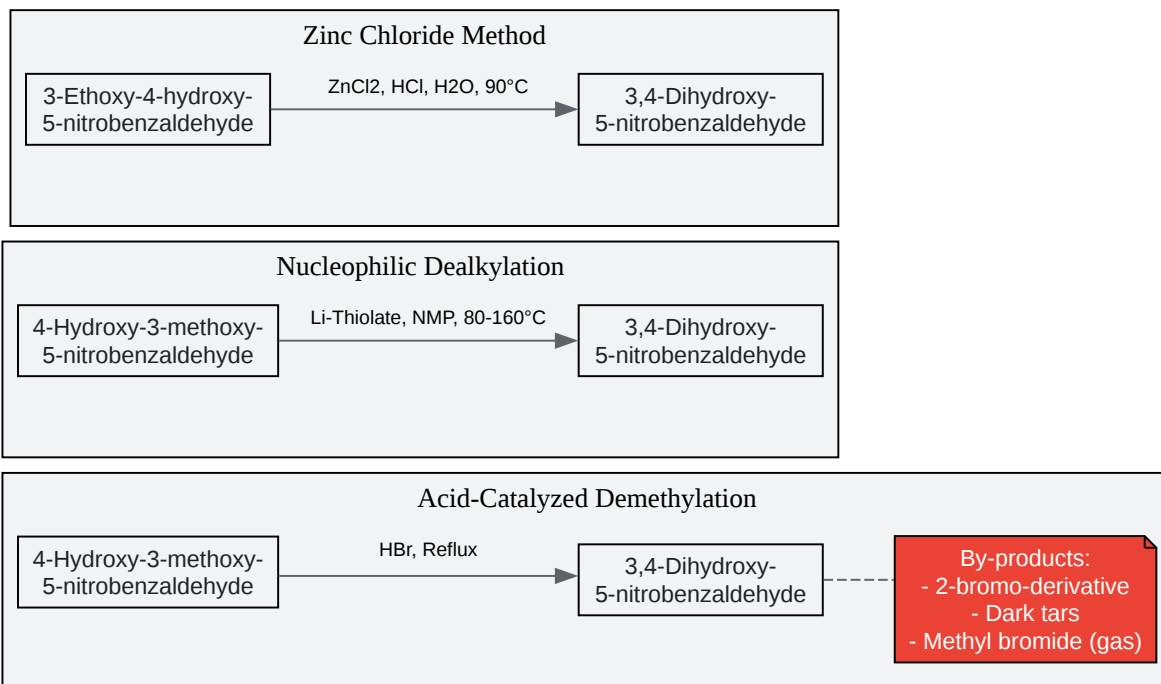 Zinc Chloride Method
3-Ethoxy-4-hydroxy-
5-nitrobenzaldehyde
ZnCl2, HCl, H2O, 90°C
3,4-Dihydroxy-
5-nitrobenzaldehyde
Nucleophilic Dealkylation
4-Hydroxy-3-methoxy-
5-nitrobenzaldehyde
Li-Thiolate, NMP, 80-160°C
3,4-Dihydroxy-
5-nitrobenzaldehyde
Acid-Catalyzed Demethylation
4-Hydroxy-3-methoxy-
5-nitrobenzaldehyde
HBr, Reflux
3,4-Dihydroxy-
5-nitrobenzaldehyde
By-products:
- 2-bromo-derivative
- Dark tars
- Methyl bromide (gas)